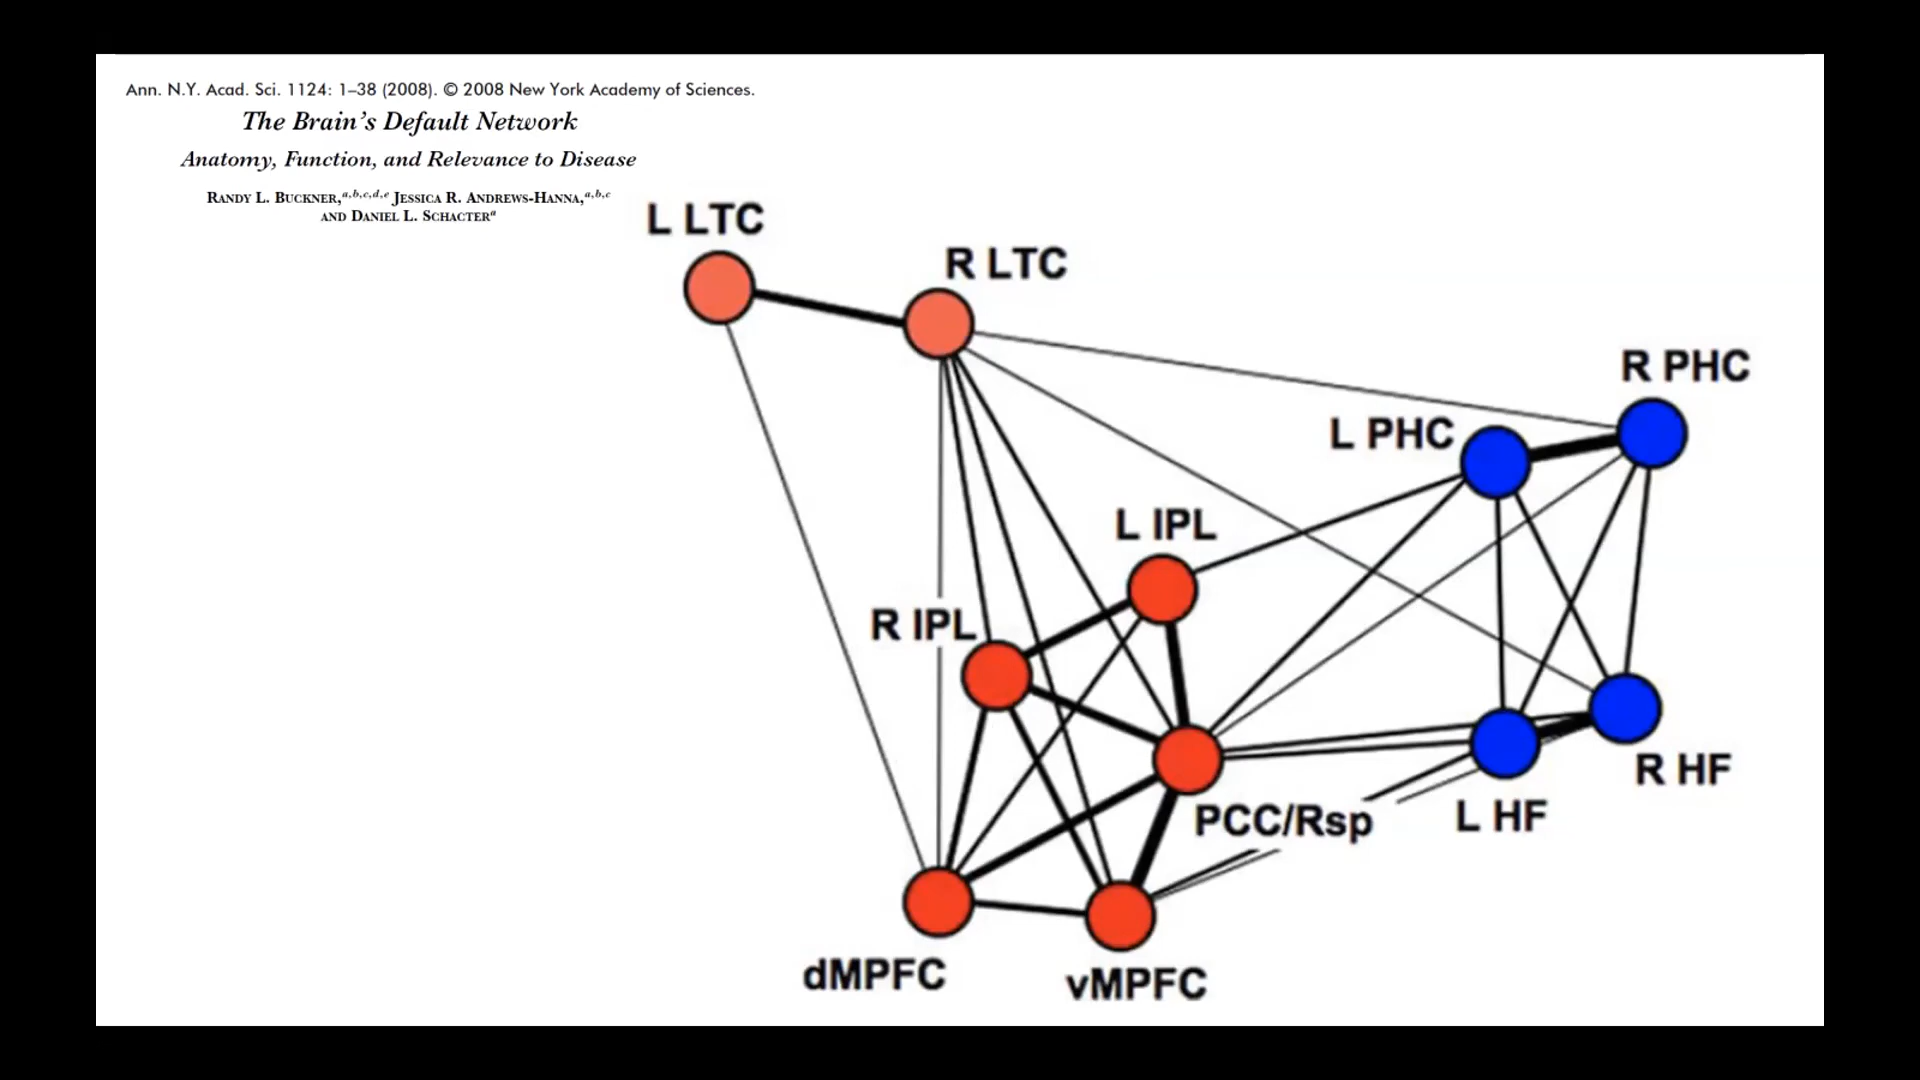 Ann. N.Y. Acad. Sci. 1124: 1–38 (2008). © 2008 New York Academy of Sciences.
The Brain's Default Network
Anatomy, Function, and Relevance to Disease
RANDY L. BUCKNER,a,b,c,d,e JESSICA R. ANDREWS-HANNA,a,b,c
AND DANIEL L. SCHACTERa
L LTC
R LTC
R PHC
L PHC
L IPL
R IPL
R HF
PCC/Rsp
L HF
dMPFC
vMPFC